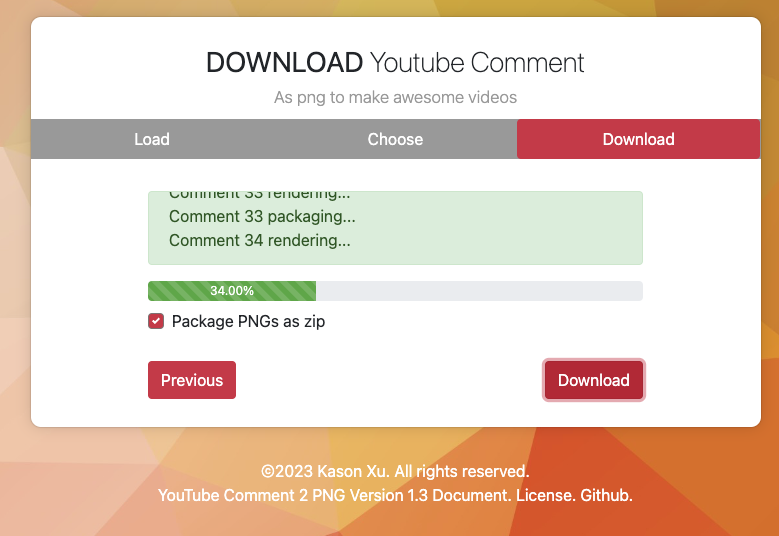 DOWNLOAD Youtube Comment
As png to make awesome videos
Load Choose Download
Comment 33 rendering...
Comment 33 packaging...
Comment 34 rendering...
34.00%
Package PNGs as zip
Previous Download
©2023 Kason Xu. All rights reserved.
YouTube Comment 2 PNG Version 1.3 Document. License. Github.